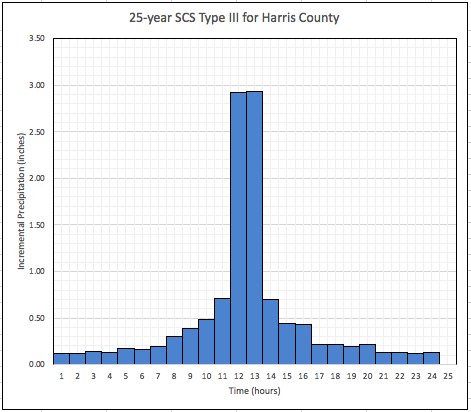 25-year SCS Type III for Harris County
3.50
3.00
2.50
2.00
1.50
1.00
0.50
0.00
Incremental Precipitation (inches)
1 2 3 4 5 6 7 8 9 10 11 12 13 14 15 16 17 18 19 20 21 22 23 24 25
Time (hours)